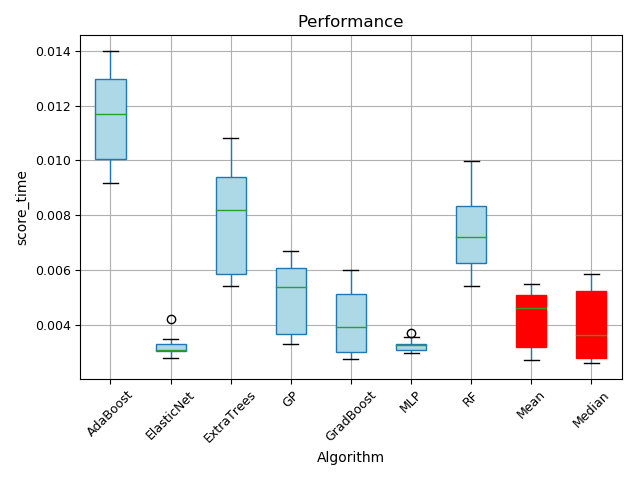 Performance
score_time
0.014
0.012
0.010
0.008
0.006
0.004
AdaBoost
ElasticNet
ExtraTrees
GP
GradBoost
MLP
RF
Mean
Median
Algorithm